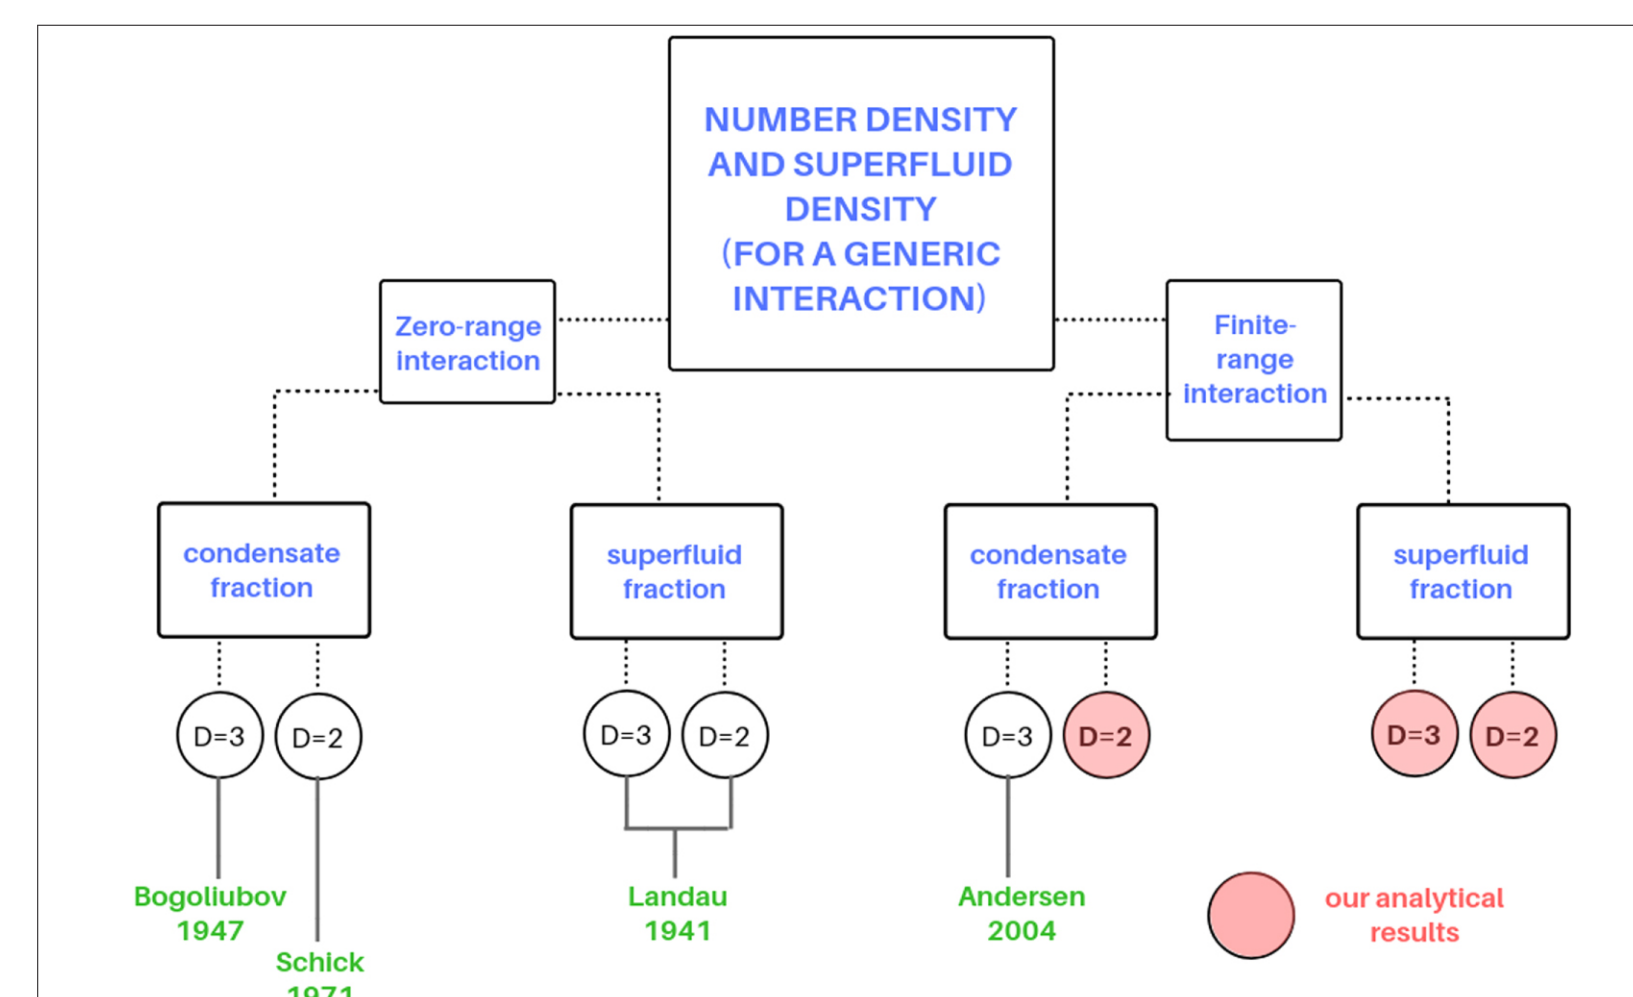 NUMBER DENSITY
AND SUPERFLUID
DENSITY
(FOR A GENERIC
INTERACTION)
Zero-range
interaction
Finite-
range
interaction
condensate
fraction
superfluid
fraction
condensate
fraction
superfluid
fraction
D=3
D=2
D=3
D=2
D=3
D=2
D=3
D=2
Bogoliubov
1947
Schick
1971
Landau
1941
Andersen
2004
our analytical
results